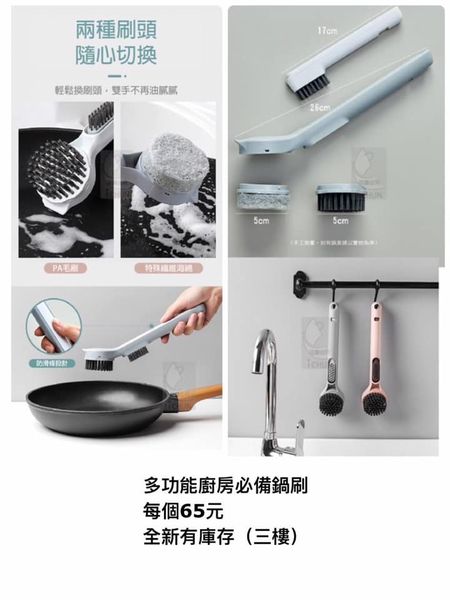 兩種刷頭
隨心切換
輕鬆換刷頭，雙手不再油膩膩
PA毛刷
特殊纖維海綿
防滑條設計
17cm
26cm
5cm
5cm
多功能廚房必備鍋刷
每個65元
全新有庫存（三樓）